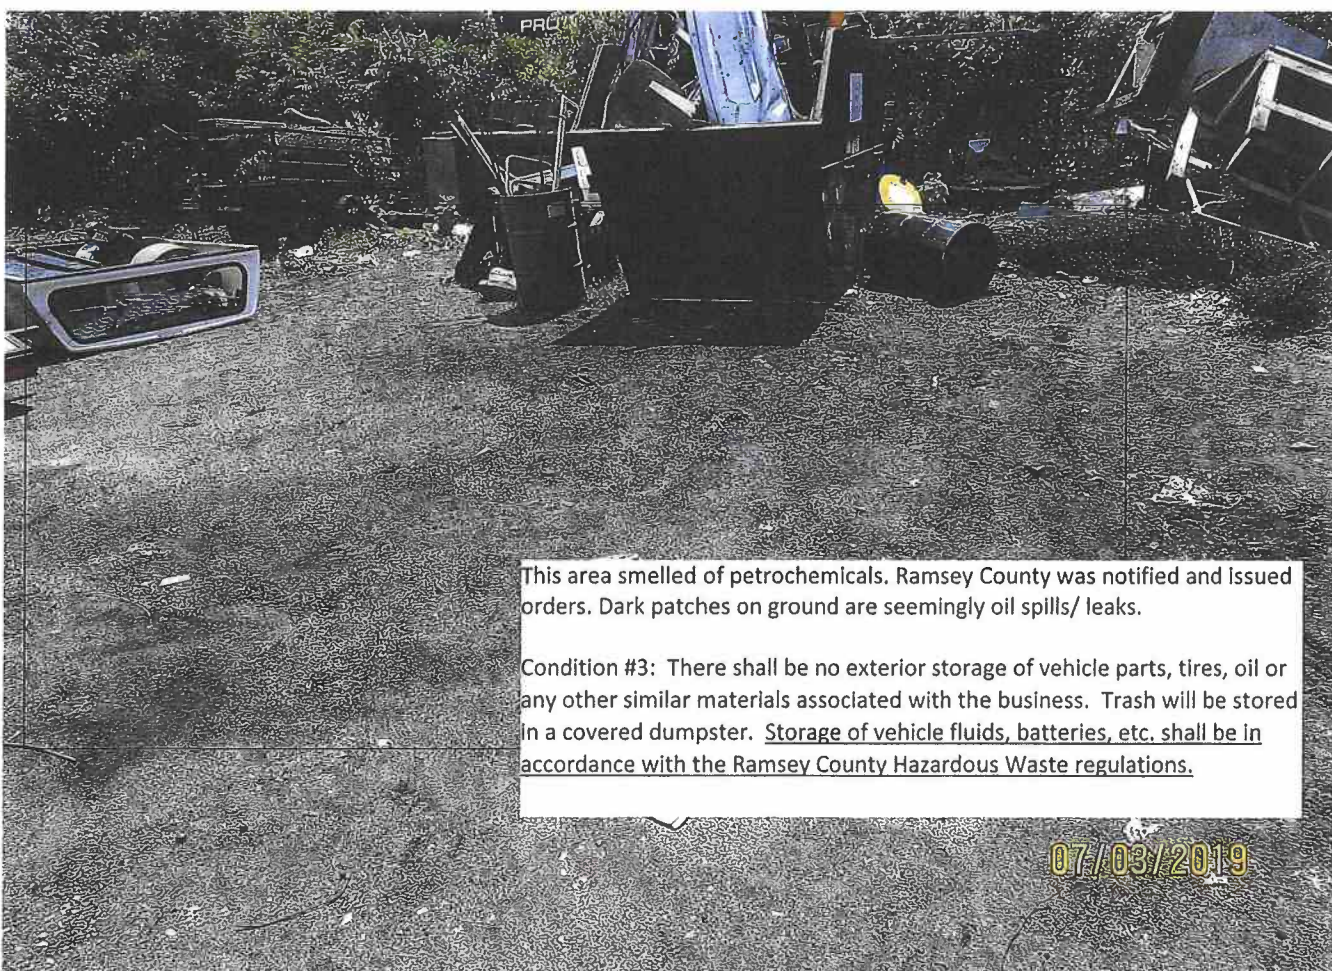 This area smelled of petrochemicals. Ramsey County was notified and issued
orders. Dark patches on ground are seemingly oil spills/ leaks.
Condition #3: There shall be no exterior storage of vehicle parts, tires, oil or
any other similar materials associated with the business. Trash will be stored
in a covered dumpster. Storage of vehicle fluids, batteries, etc. shall be in
accordance with the Ramsey County Hazardous Waste regulations.
07/03/2019